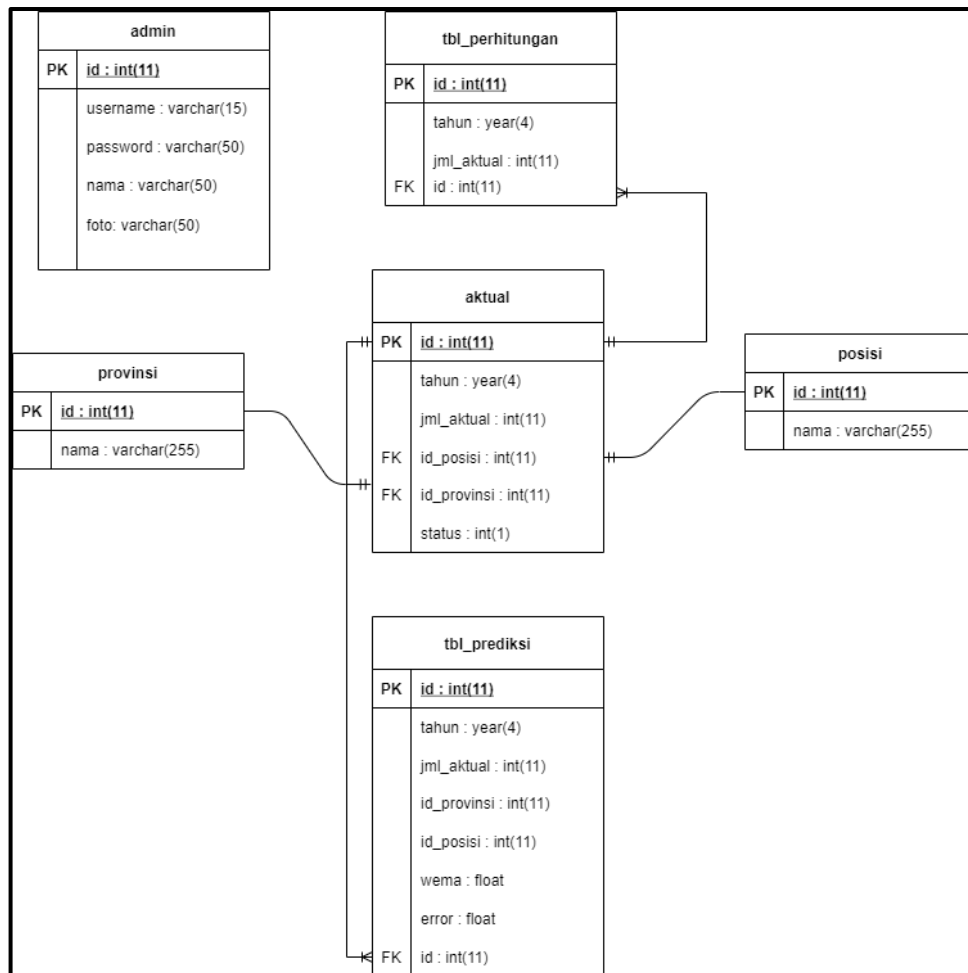 admin
PK id : int(11)
username : varchar(15)
password : varchar(50)
nama : varchar(50)
foto: varchar(50)
tbl_perhitungan
PK id : int(11)
tahun : year(4)
jml_aktual : int(11)
FK id : int(11)
aktual
PK id : int(11)
tahun : year(4)
jml_aktual : int(11)
FK id_posisi : int(11)
FK id_provinsi : int(11)
status : int(1)
provinsi
PK id : int(11)
nama : varchar(255)
posisi
PK id : int(11)
nama : varchar(255)
tbl_prediksi
PK id : int(11)
tahun : year(4)
jml_aktual : int(11)
id_provinsi : int(11)
id_posisi : int(11)
wema : float
error : float
FK id : int(11)